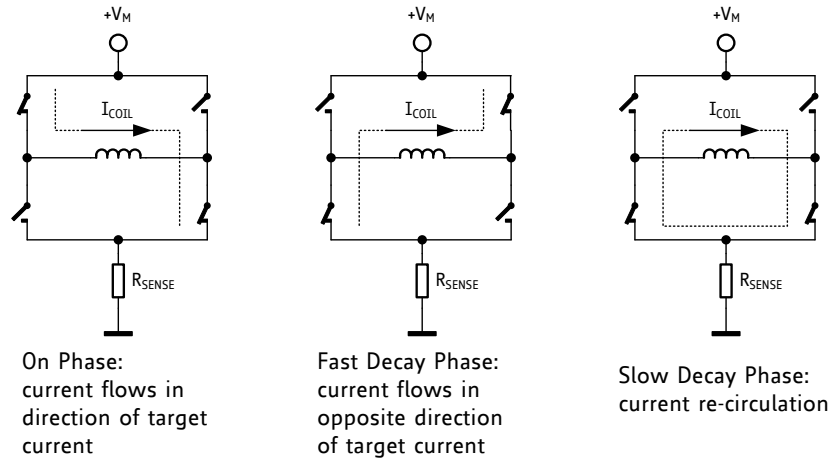 +VM
ICOIL
RSENSE
On Phase:
current flows in
direction of target
current
+VM
ICOIL
RSENSE
Fast Decay Phase:
current flows in
opposite direction
of target current
+VM
ICOIL
RSENSE
Slow Decay Phase:
current re-circulation